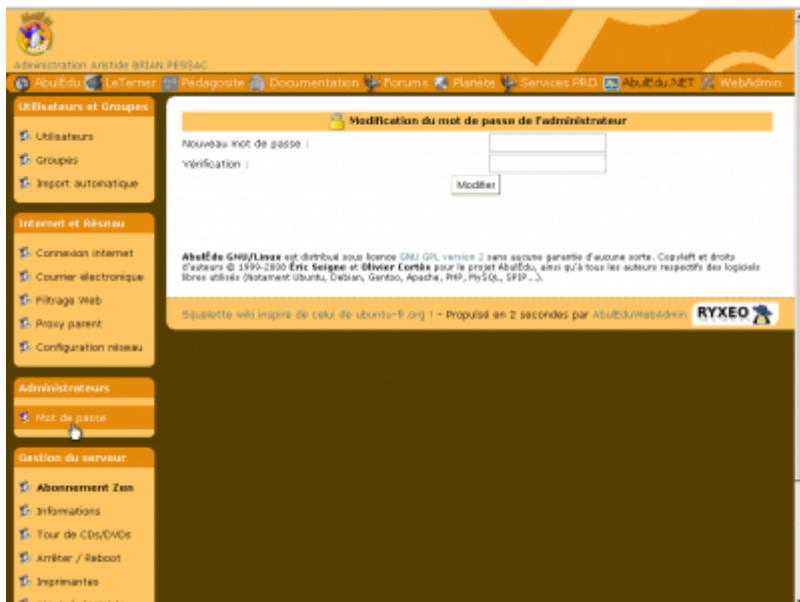 AbulÉdu
Administration Aristide BRIAN PESSAC
AbulÉdu LeTerrier Pédagosite Documentation Forums Planète Services PRO AbulÉdu.NET WebAdmin
Utilisateurs et Groupes
Utilisateurs
Groupes
Import automatique
Internet et Réseau
Connexion internet
Courrier électronique
Filtrage Web
Proxy parent
Configuration réseau
Administrateurs
Mot de passe
Gestion du serveur
Abonnement Zen
Informations
Tour de CDs/DVDs
Arrêter / Reboot
Imprimantes
Modification du mot de passe de l'administrateur
Nouveau mot de passe :
Vérification :
Modifier
AbulÉdu GNU/Linux est distribué sous licence GNU GPL version 2 sans aucune garantie d'aucune sorte. Copyleft et droits
d'auteurs © 1999-2008 Éric Seigne et Olivier Cortès pour le projet AbulÉdu, ainsi qu'à tous les auteurs respectifs des logiciels
libres utilisés (Notament Ubuntu, Debian, Gentoo, Apache, PHP, MySQL, SPIP...).
Squelette wiki inspire de celui de ubuntu-fr.org ! - Propulsé en 2 secondes par AbulEduWebAdmin RYXEO